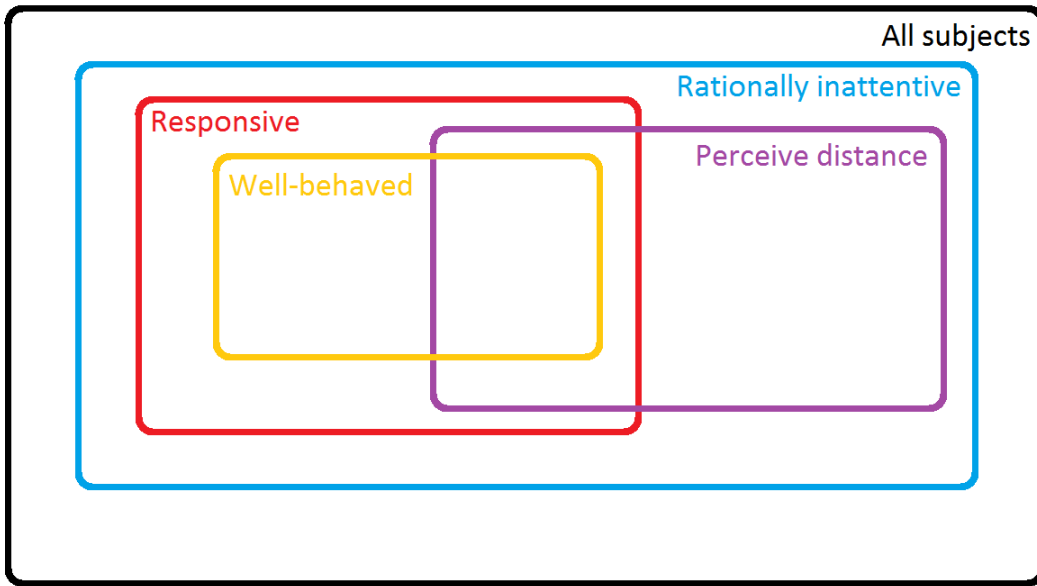 All subjects
Rationally inattentive
Responsive
Perceive distance
Well-behaved